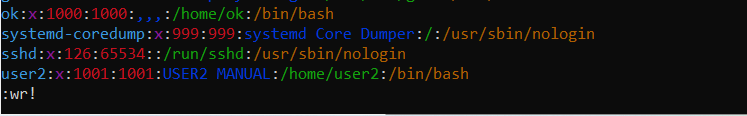 ok:x:1000:1000:,,,:/home/ok:/bin/bash
systemd-coredump:x:999:999:systemd Core Dumper:/:/usr/sbin/nologin
sshd:x:126:65534::/run/sshd:/usr/sbin/nologin
user2:x:1001:1001:USER2 MANUAL:/home/user2:/bin/bash
:wr!